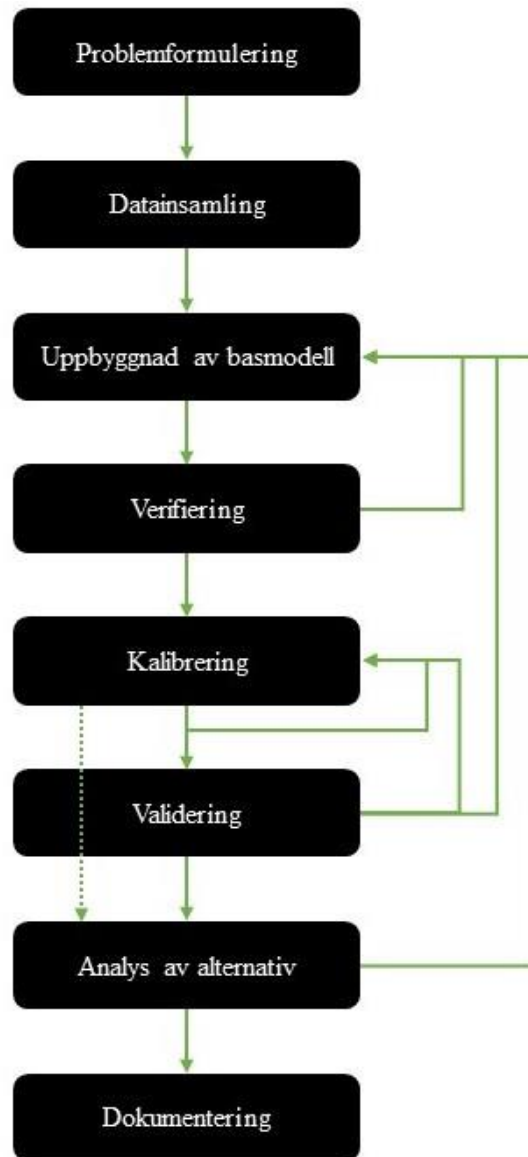 Problemformulering
Datainsamling
Uppbyggnad av basmodell
Verifiering
Kalibrering
Validering
Analys av alternativ
Dokumentering